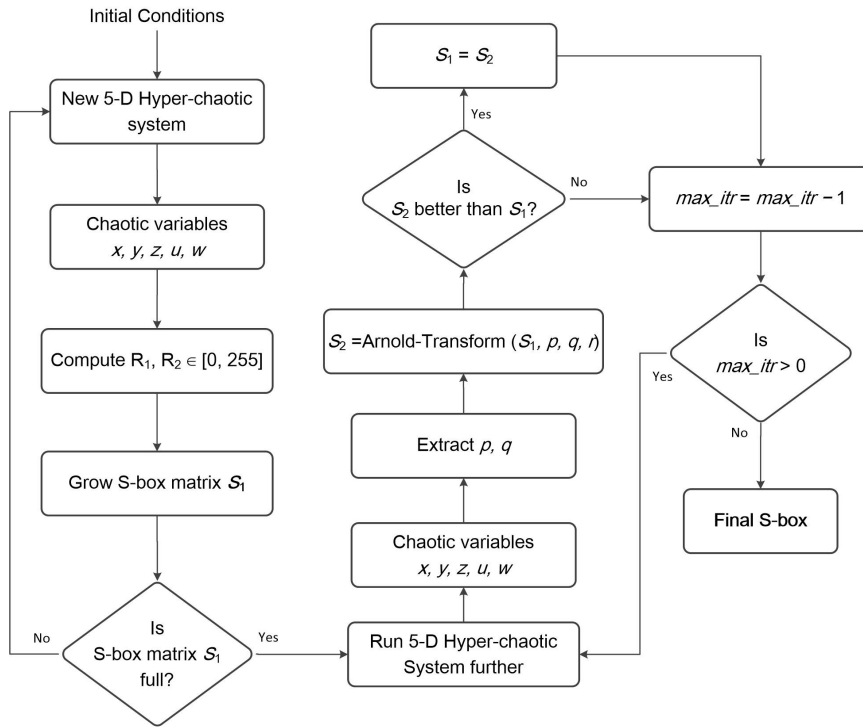 Initial Conditions
New 5-D Hyper-chaotic
system
Chaotic variables
x, y, z, u, w
Compute R₁, R₂ ∈ [0, 255]
Grow S-box matrix S₁
Is
S-box matrix S₁
full?
No
Yes
Run 5-D Hyper-chaotic
System further
Chaotic variables
x, y, z, u, w
Extract p, q
S₂ =Arnold-Transform (S₁, p, q, r)
Is
S₂ better than S₁?
Yes
No
S₁ = S₂
max_itr = max_itr − 1
Is
max_itr > 0
Yes
No
Final S-box